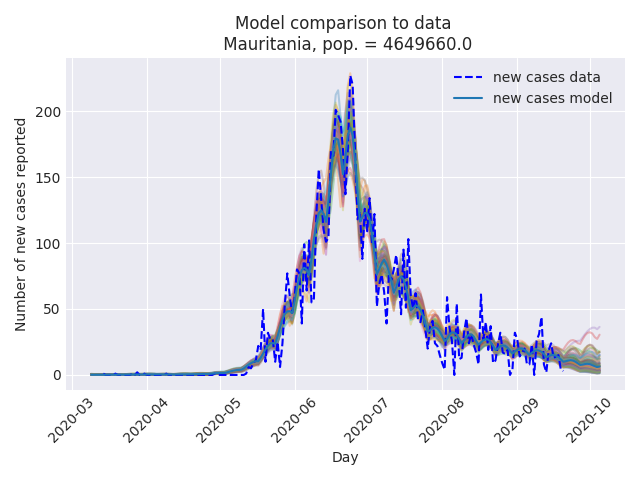 Model comparison to data
Mauritania, pop. = 4649660.0
new cases data
new cases model
Number of new cases reported
200
150
100
50
0
2020-03
2020-04
2020-05
2020-06
2020-07
2020-08
2020-09
2020-10
Day